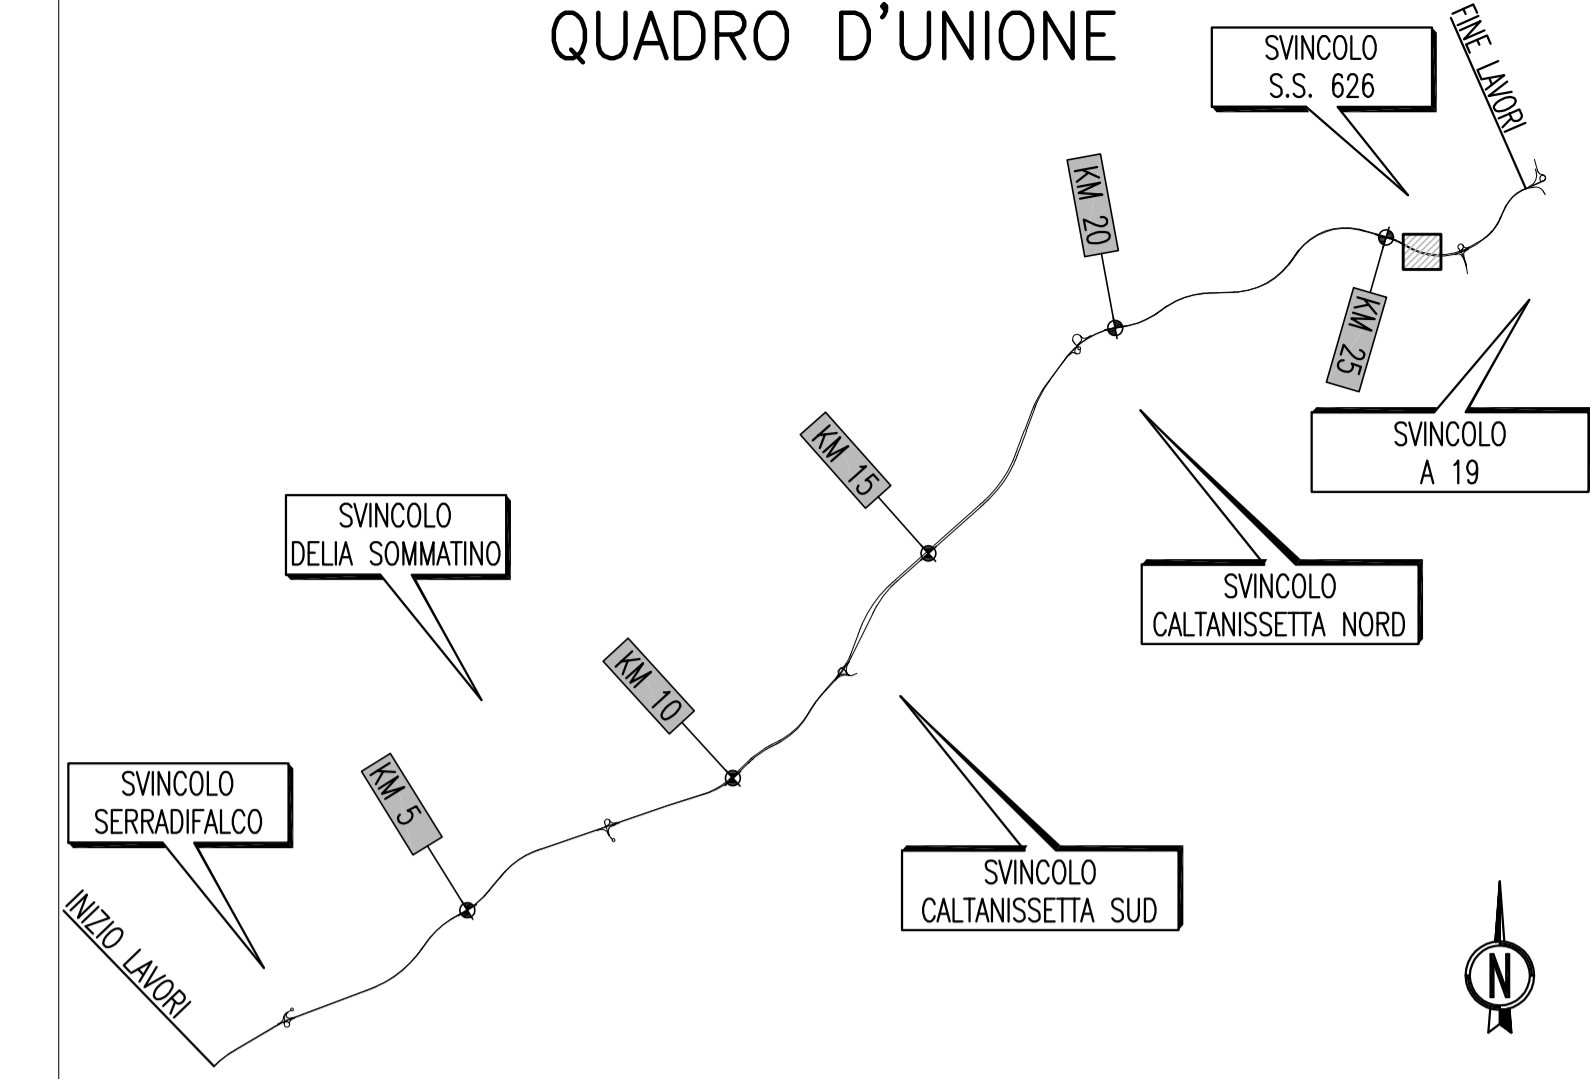 QUADRO D'UNIONE
SVINCOLO
S.S. 626
FINE LAVORI
KM 20
KM 25
SVINCOLO
A 19
KM 15
SVINCOLO
DELIA SOMMATINO
SVINCOLO
CALTANISSETTA NORD
KM 10
KM 5
SVINCOLO
SERRADIFALCO
SVINCOLO
CALTANISSETTA SUD
INIZIO LAVORI
N